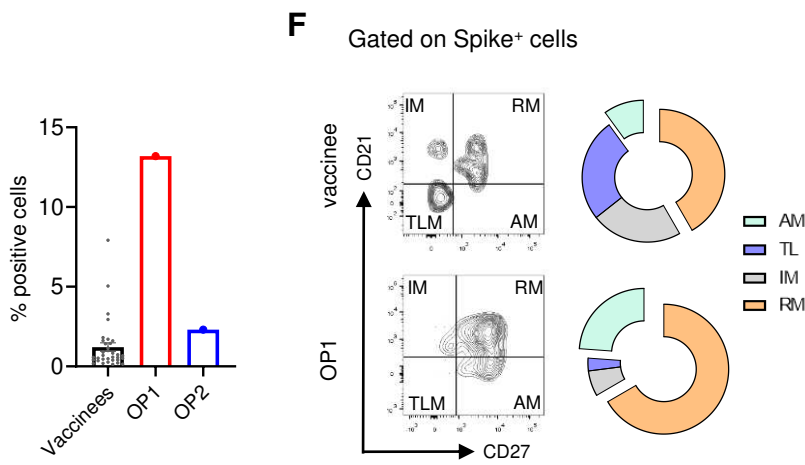 F
Gated on Spike⁺ cells
% positive cells
15
10
5
0
Vaccinees
OP1
OP2
vaccinee
OP1
CD21
CD27
IM
RM
TLM
AM
IM
RM
TLM
AM
AM
TL
IM
RM